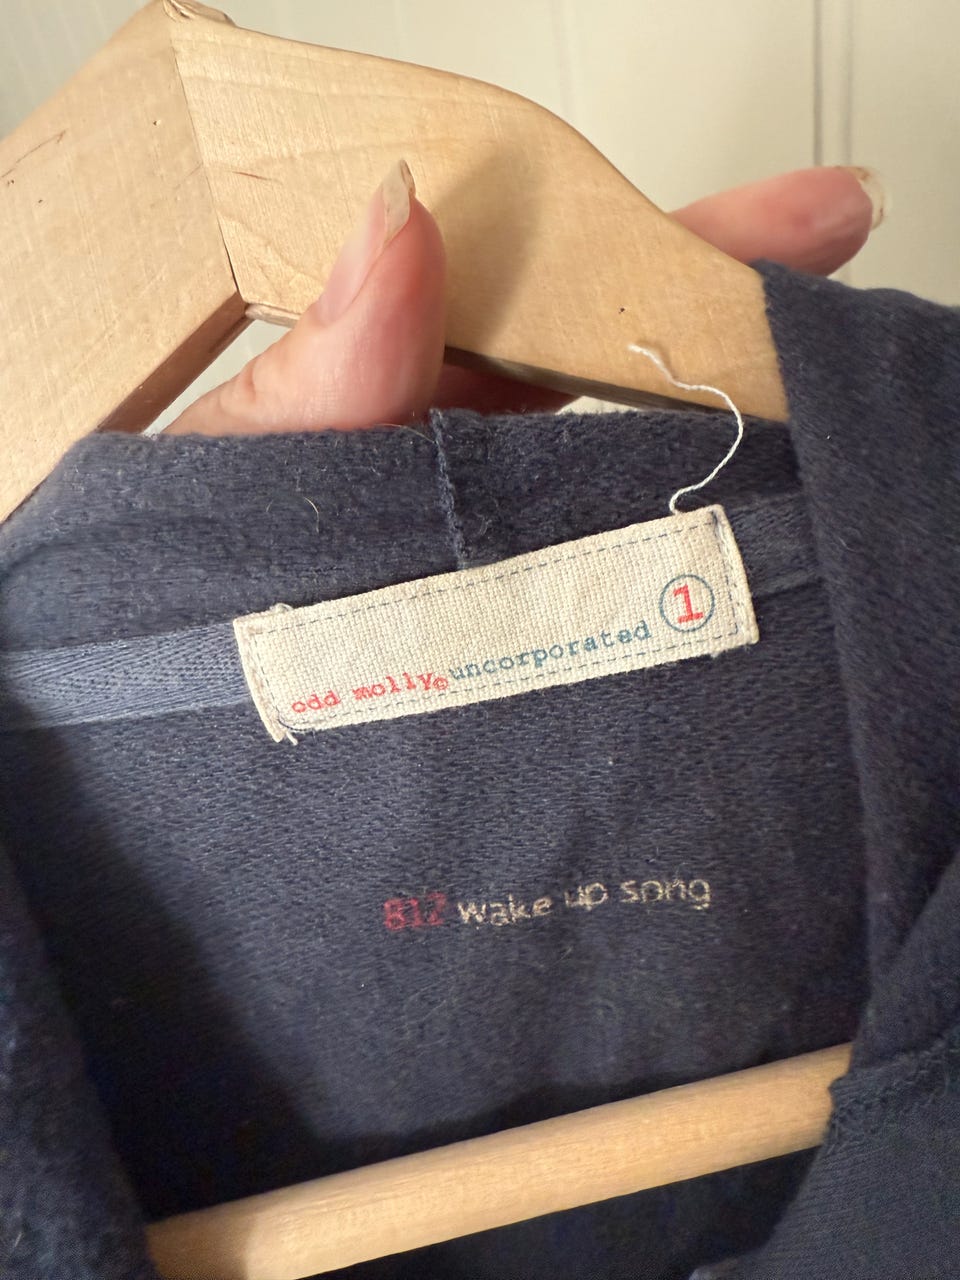 odd molly© uncorporated 1
812 wake up song